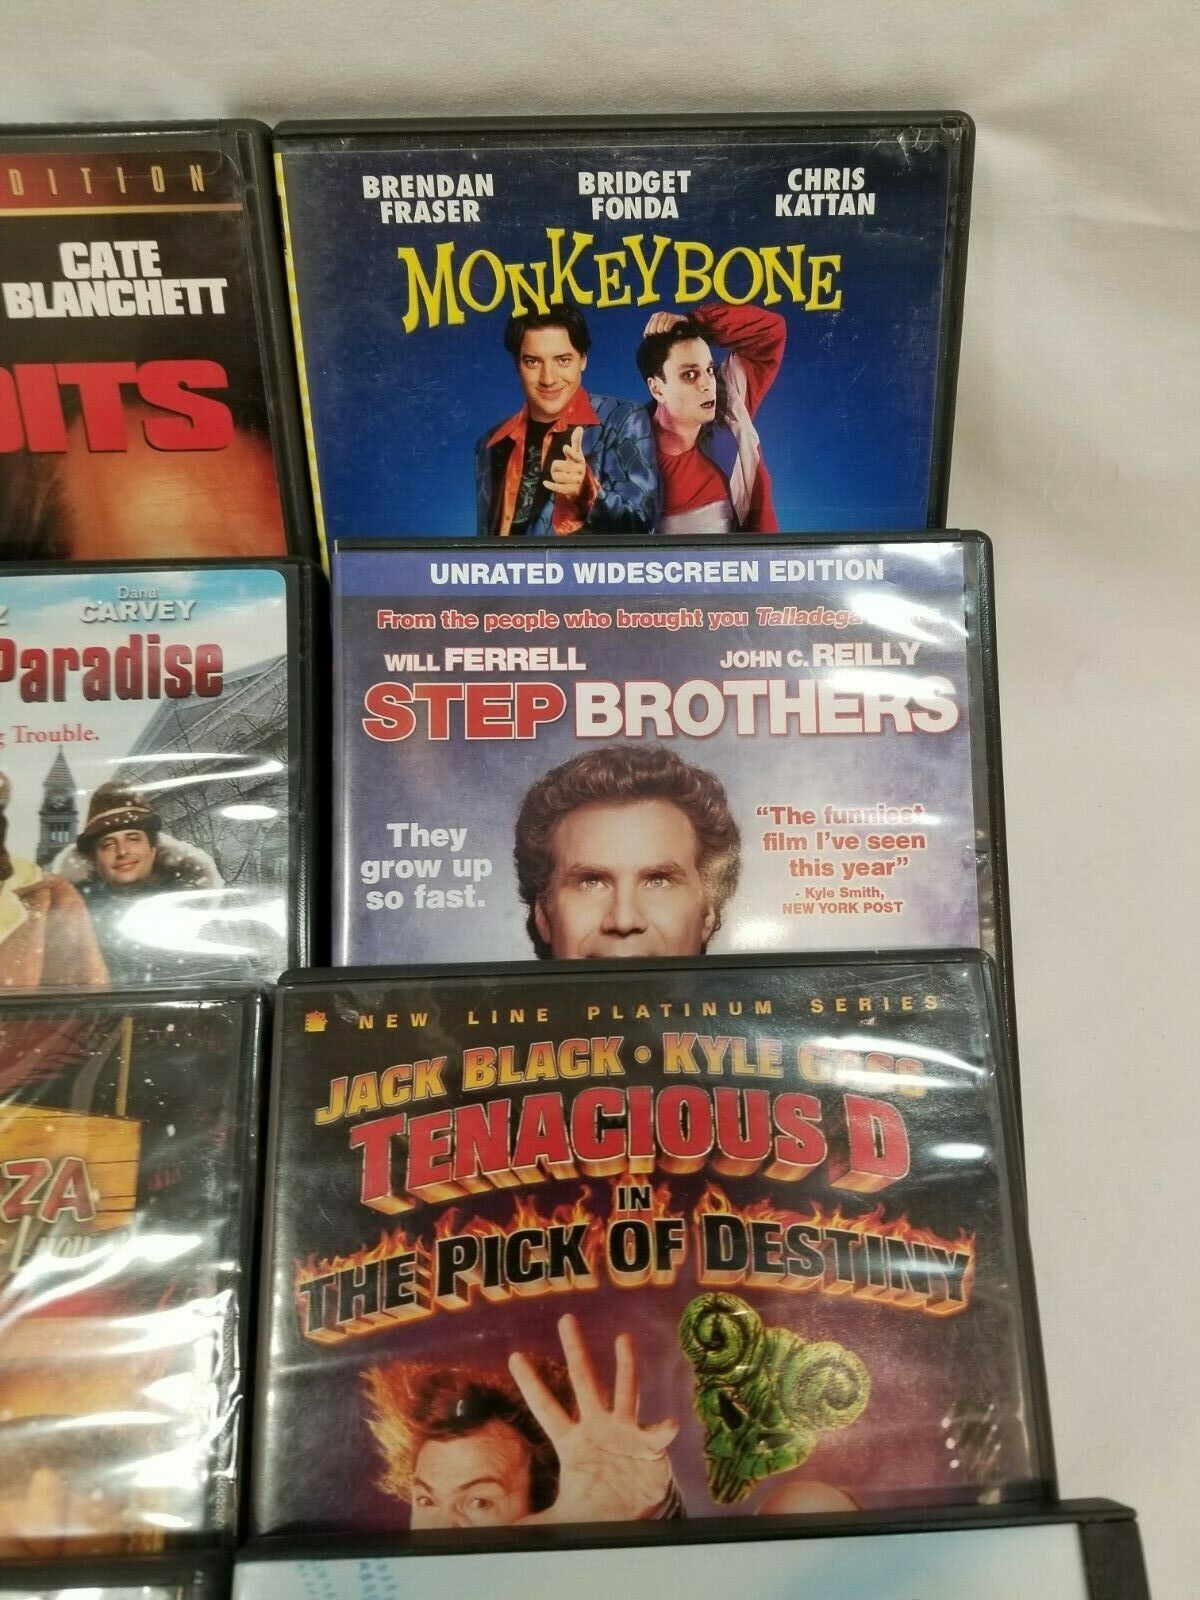 DITION
CATE
BLANCHETT
DITS
BRENDAN
FRASER
BRIDGET
FONDA
CHRIS
KATTAN
MONKEYBONE
Z
Dana
CARVEY
Paradise
g Trouble.
UNRATED WIDESCREEN EDITION
From the people who brought you Talladega
WILL FERRELL
JOHN C. REILLY
STEP BROTHERS
They
grow up
so fast.
"The funniest
film I've seen
this year"
- Kyle Smith,
NEW YORK POST
ZA
You
NEW LINE PLATINUM SERIES
JACK BLACK • KYLE GASS
TENACIOUS D
IN
THE PICK OF DESTINY